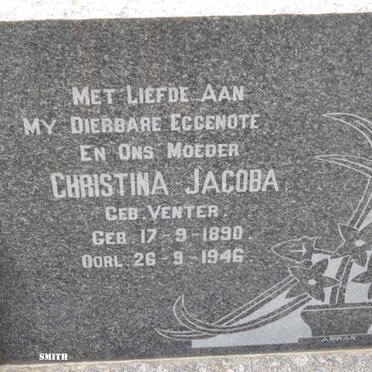 MET LIEFDE AAN
MY DIERBARE EGGENOTE
EN ONS MOEDER
CHRISTINA JACOBA
GEB. VENTER.
GEB. 17-9-1890.
OORL. 26-9-1946.
SMITH